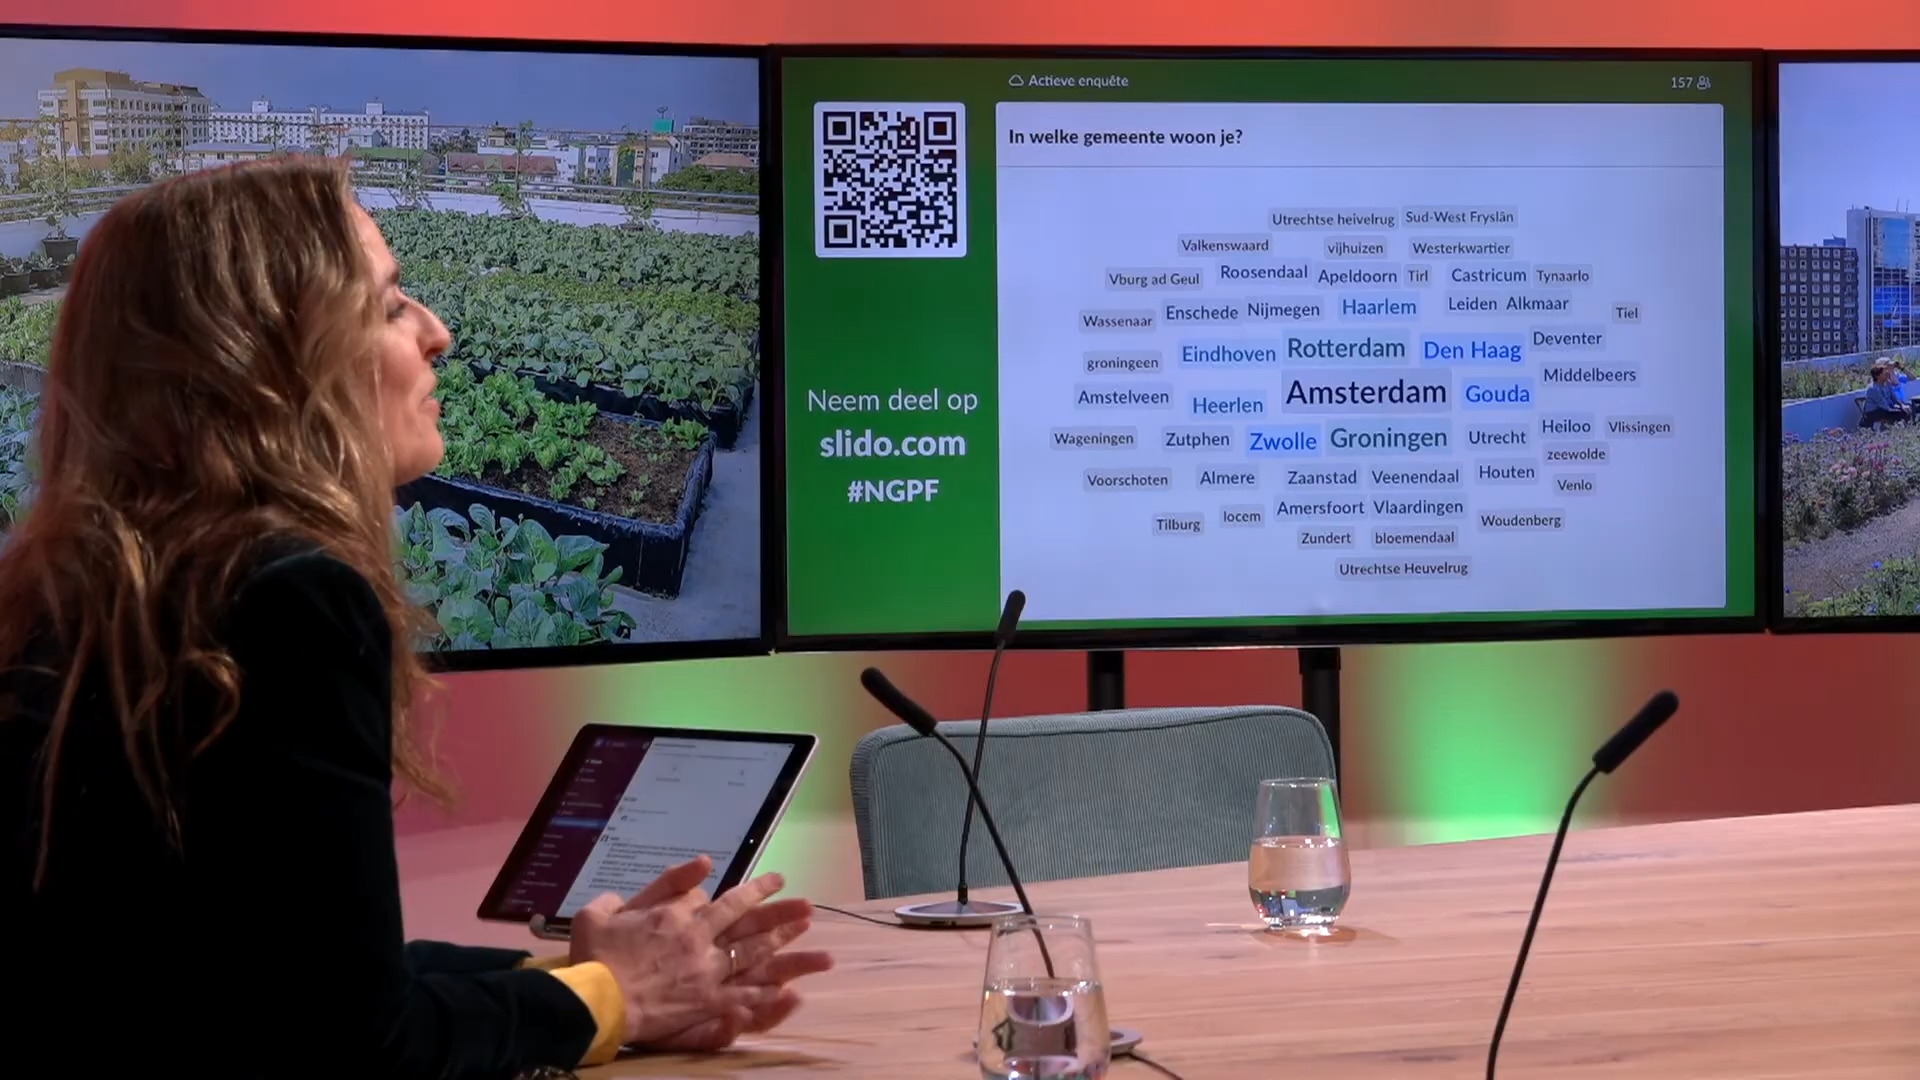 Actieve enquête
157
In welke gemeente woon je?
Neem deel op
slido.com
#NGPF
Utrechtse heivelrug Sud-West Fryslân
Valkenswaard vijhuizen Westerkwartier
Vburg ad Geul Roosendaal Apeldoorn Tirl Castricum Tynaarlo
Wassenaar Enschede Nijmegen Haarlem Leiden Alkmaar Tiel
groningeen Eindhoven Rotterdam Den Haag Deventer
Amstelveen Heerlen Amsterdam Gouda Middelbeers
Wageningen Zutphen Zwolle Groningen Utrecht Heiloo Vlissingen
zeewolde
Voorschoten Almere Zaanstad Veenendaal Houten Venlo
Tilburg locem Amersfoort Vlaardingen Woudenberg
Zundert bloemendaal
Utrechtse Heuvelrug